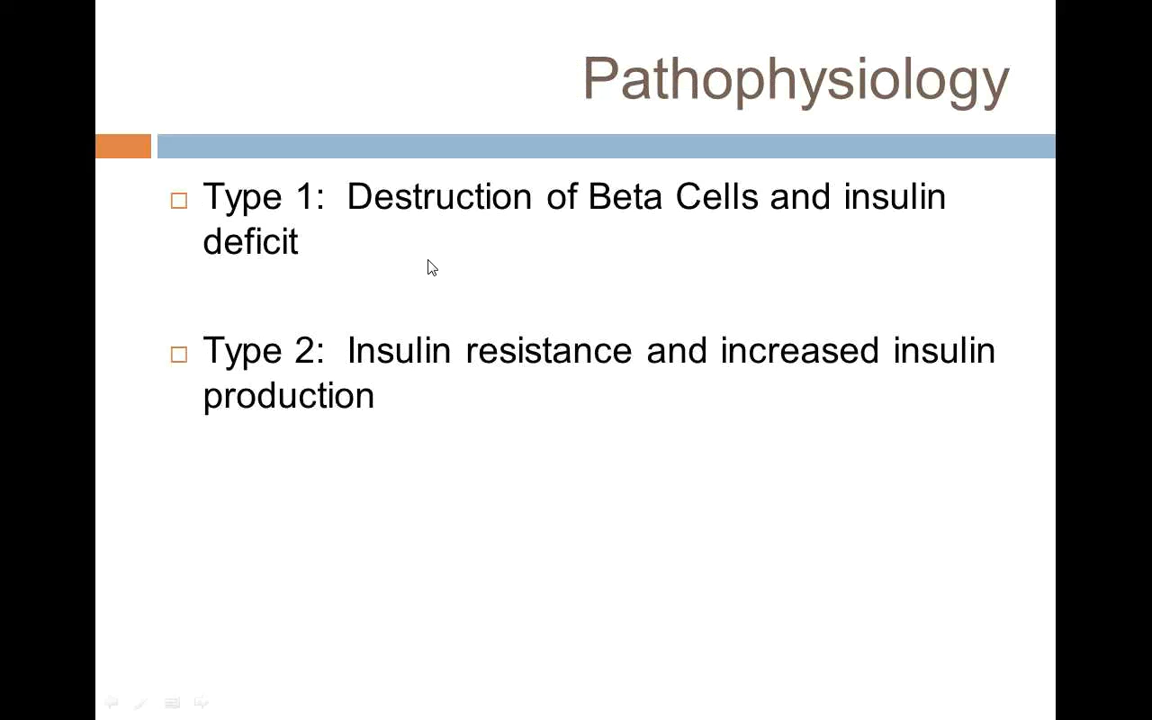 Pathophysiology
Type 1:  Destruction of Beta Cells and insulin
deficit
Type 2:  Insulin resistance and increased insulin
production